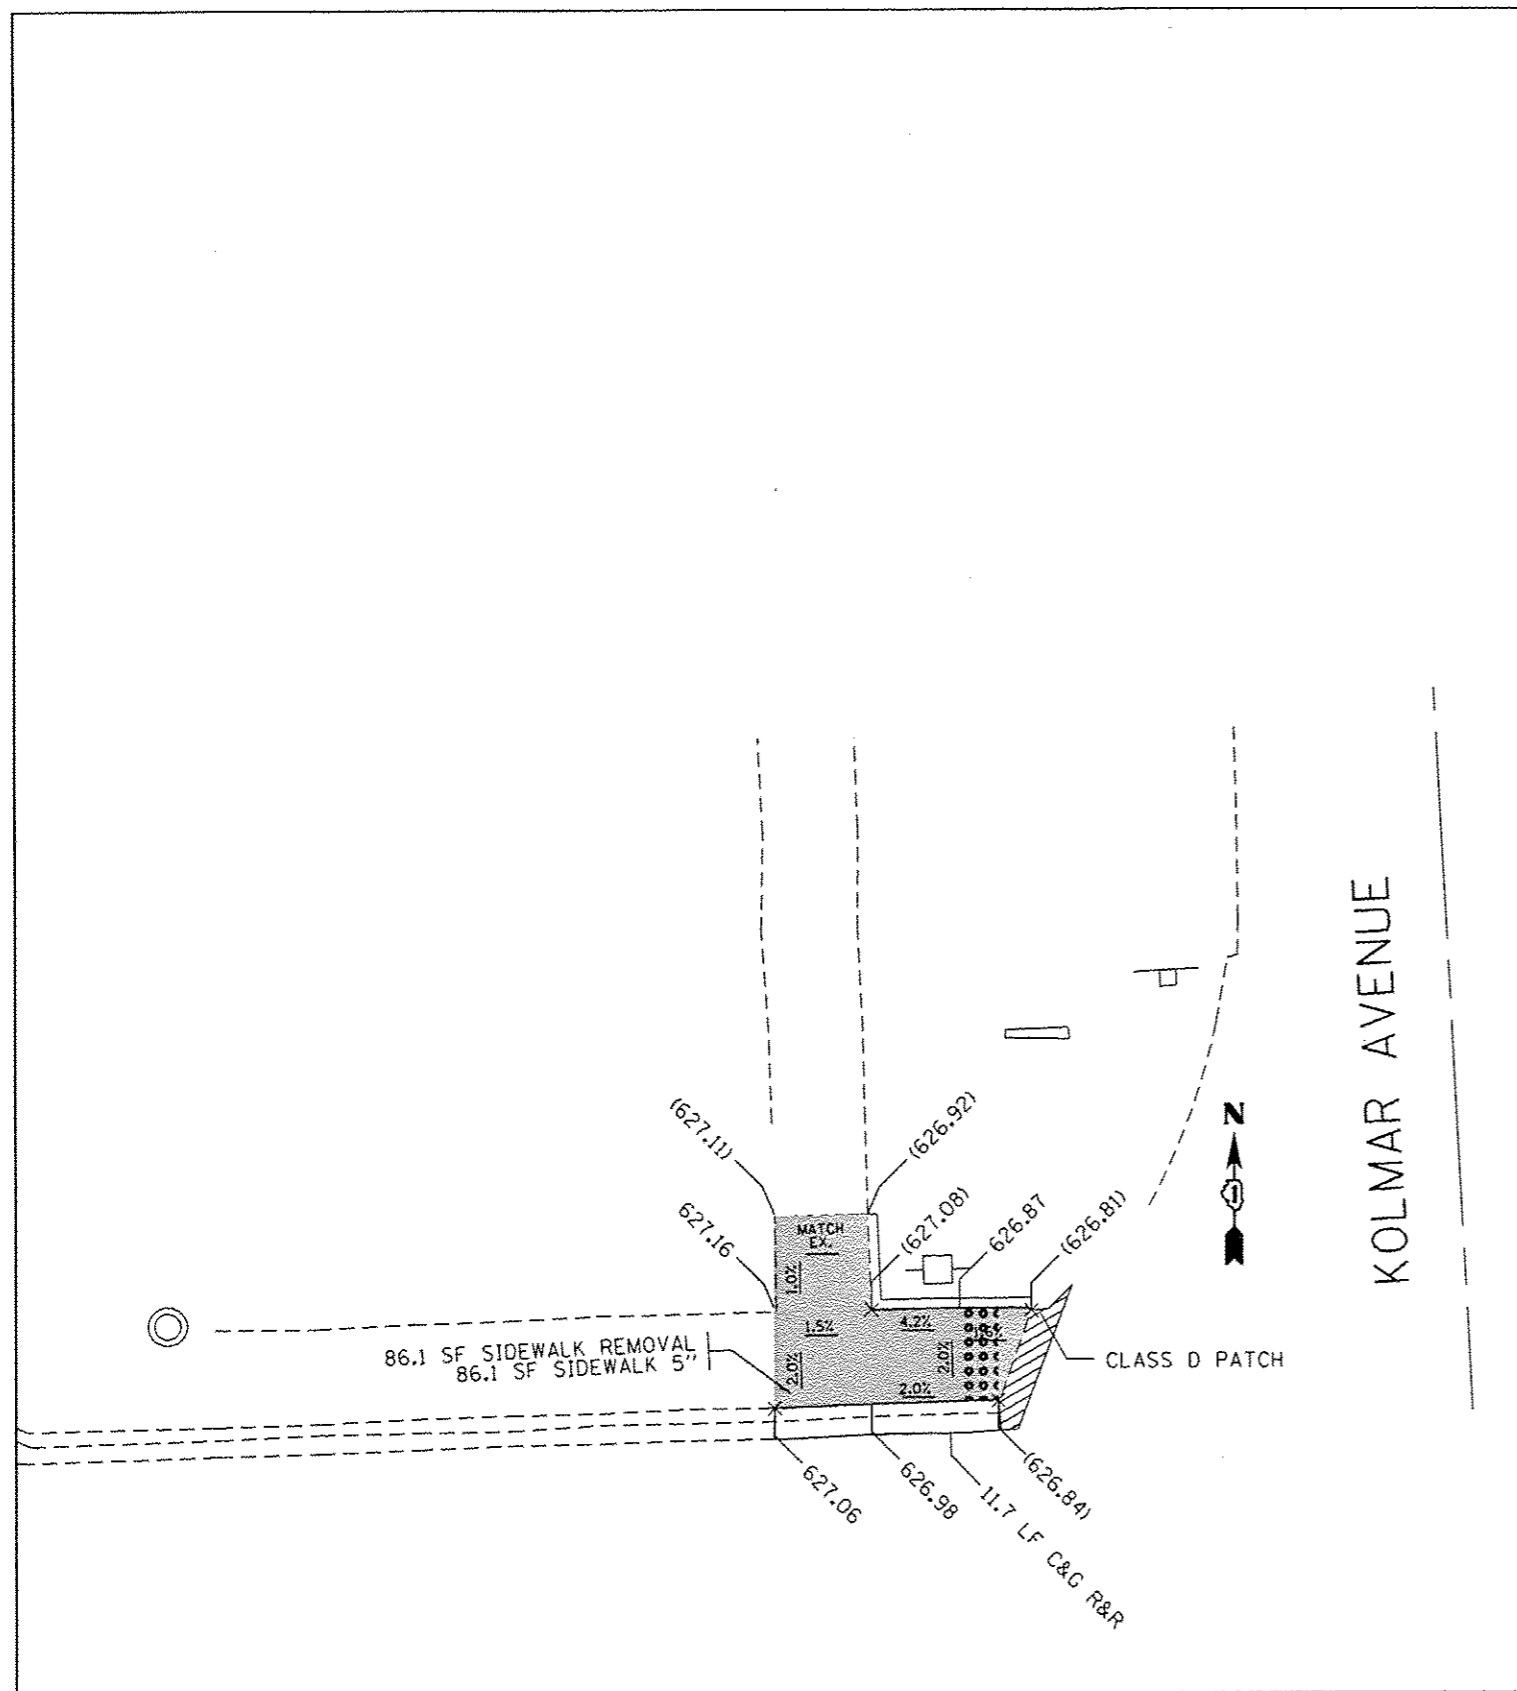 KOLMAR AVENUE
N
(627.11)
(626.92)
627.16
(627.08)
626.87
(626.81)
MATCH
EX.
1.0%
1.5%
4.2%
2.0%
2.0%
2.0%
86.1 SF SIDEWALK REMOVAL
86.1 SF SIDEWALK 5"
CLASS D PATCH
627.06
626.98
(626.84)
11.7 LF C&G R&R